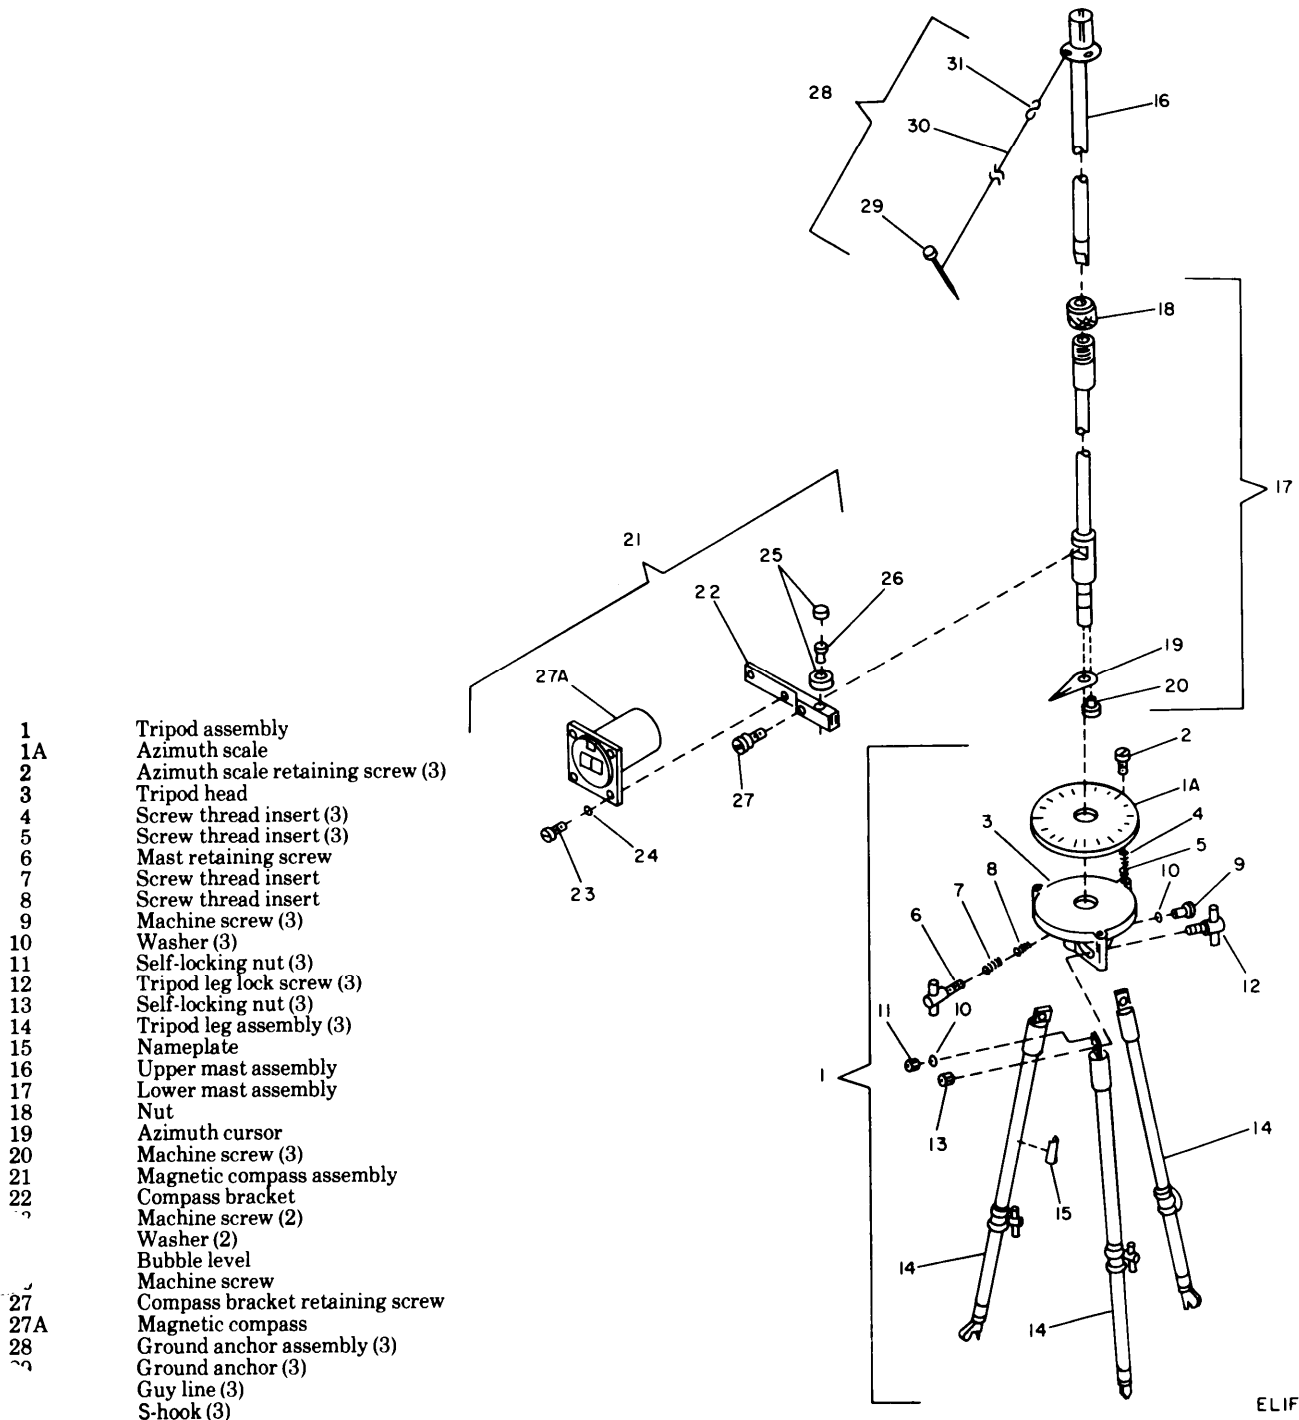 28
31
30
29
16
18
17
21
22
25
26
27A
27
24
23
19
20
2
1A
3
4
5
10
9
8
7
6
12
11
10
13
1
14
15
14
14
1 Tripod assembly
1A Azimuth scale
2 Azimuth scale retaining screw (3)
3 Tripod head
4 Screw thread insert (3)
5 Screw thread insert (3)
6 Mast retaining screw
7 Screw thread insert
8 Screw thread insert
9 Machine screw (3)
10 Washer (3)
11 Self-locking nut (3)
12 Tripod leg lock screw (3)
13 Self-locking nut (3)
14 Tripod leg assembly (3)
15 Nameplate
16 Upper mast assembly
17 Lower mast assembly
18 Nut
19 Azimuth cursor
20 Machine screw (3)
21 Magnetic compass assembly
22 Compass bracket
Machine screw (2)
Washer (2)
Bubble level
Machine screw
27 Compass bracket retaining screw
27A Magnetic compass
28 Ground anchor assembly (3)
Ground anchor (3)
Guy line (3)
S-hook (3)
ELIF